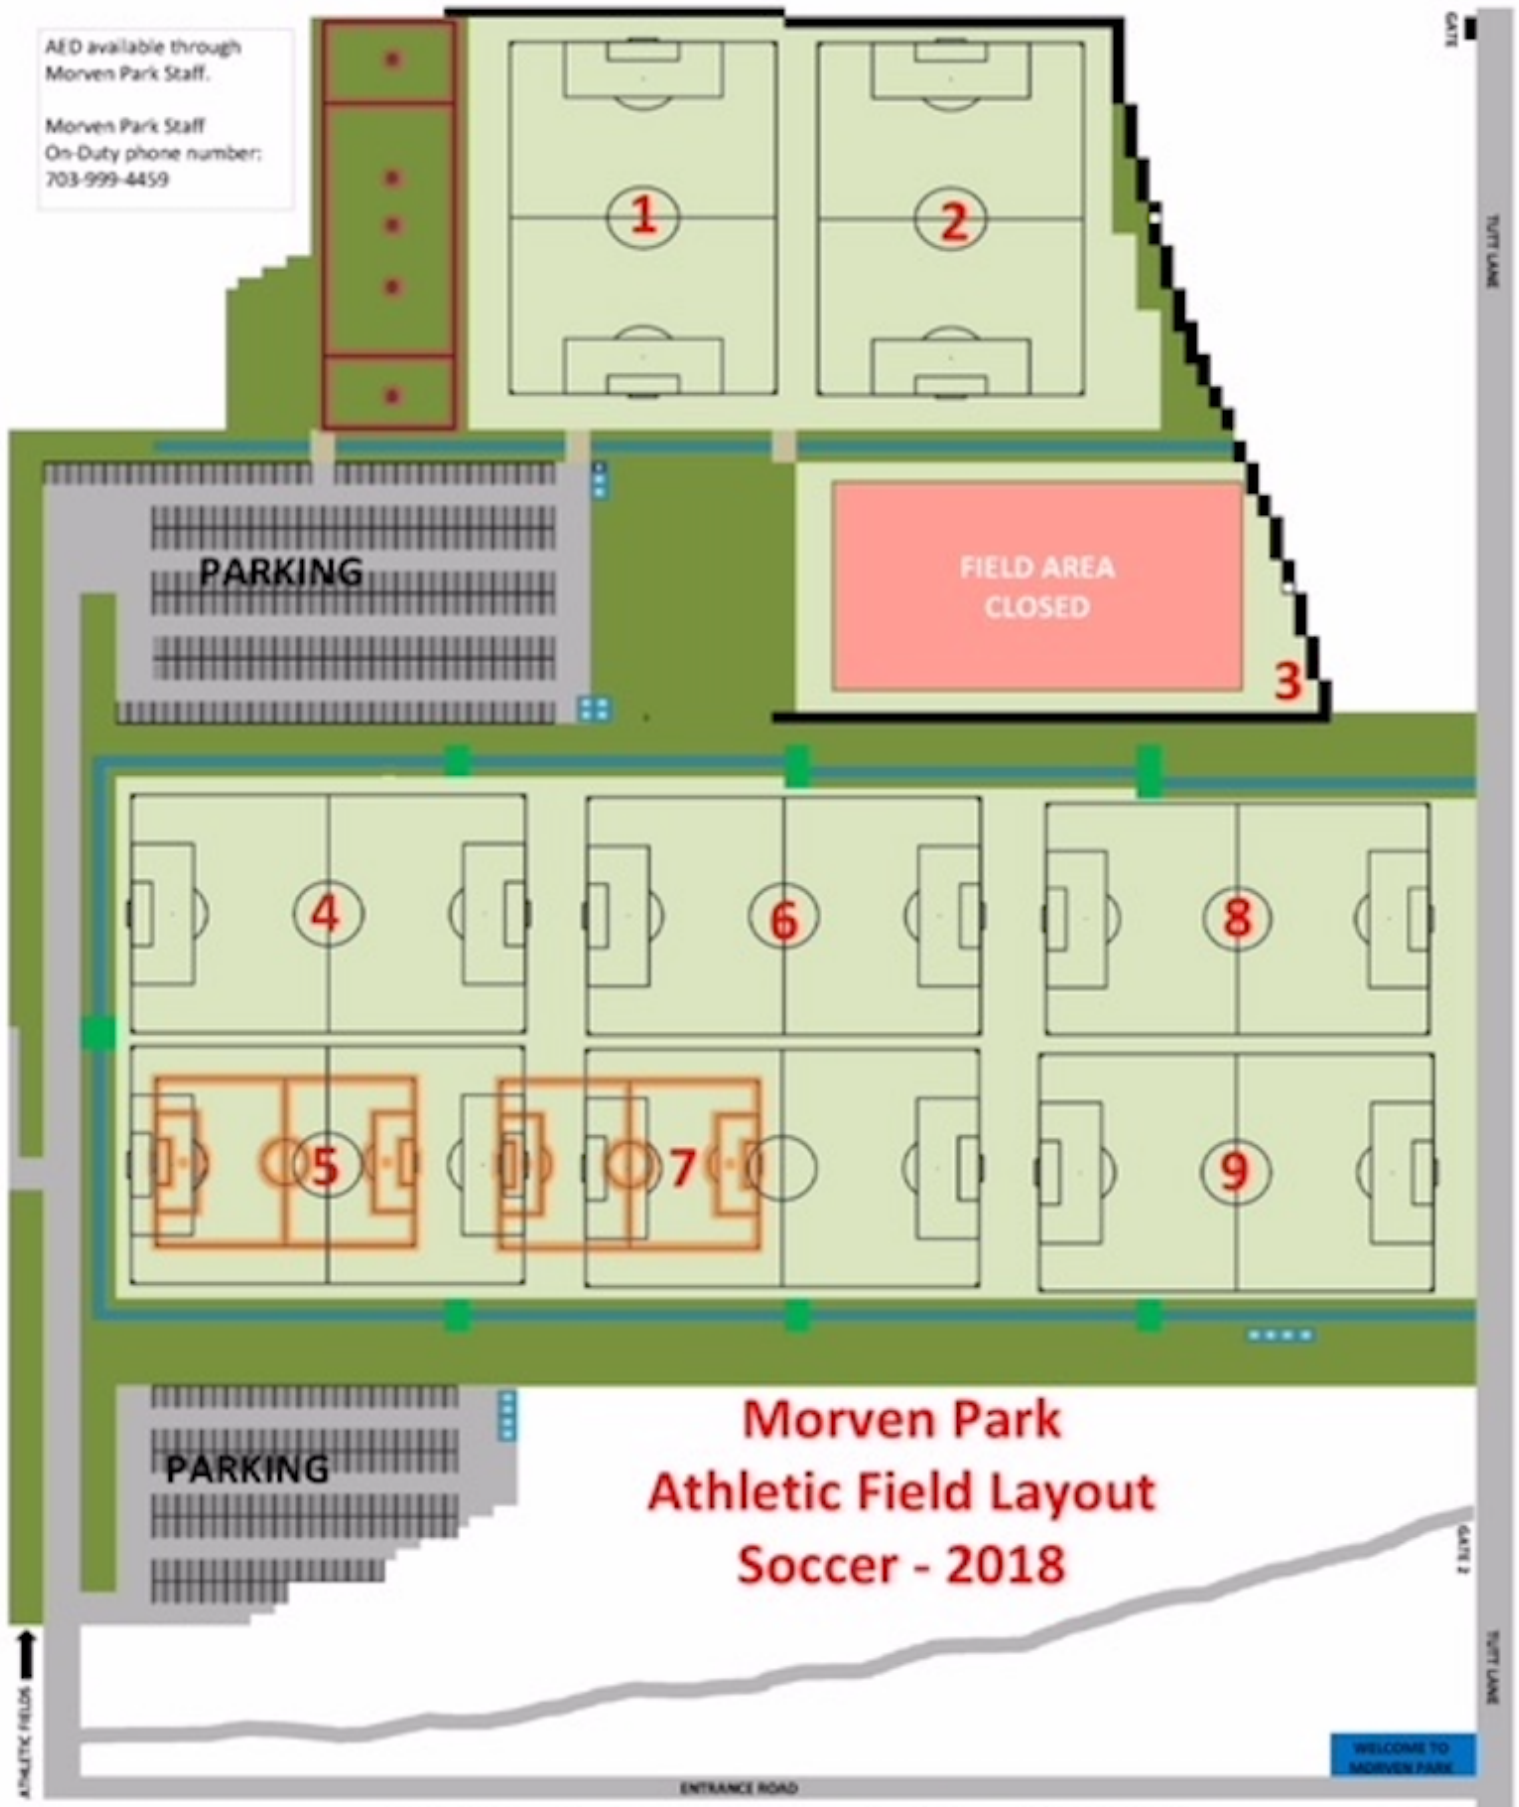 AED available through
Morven Park Staff.
Morven Park Staff
On-Duty phone number:
703-999-4459
GATE
TUTT LANE
1
2
PARKING
FIELD AREA
CLOSED
3
4
6
8
5
7
9
PARKING
Morven Park
Athletic Field Layout
Soccer - 2018
GATE 2
TUTT LANE
ATHLETIC FIELDS
WELCOME TO
MORVEN PARK
ENTRANCE ROAD